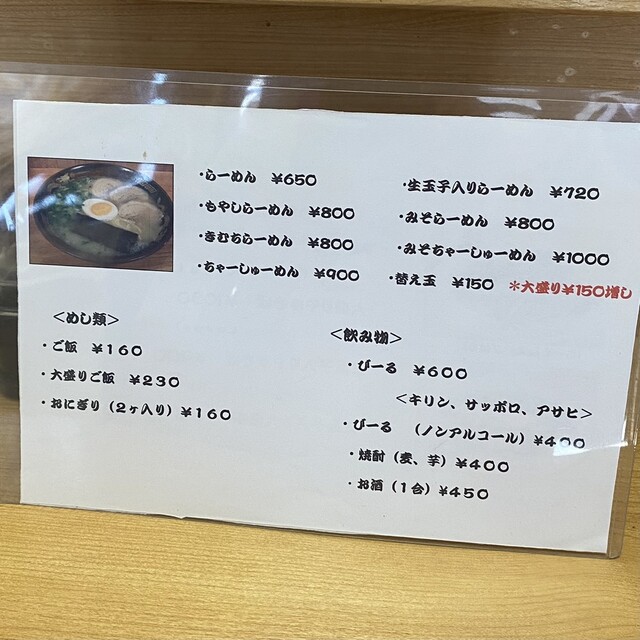 ・らーめん ¥650
・もやしらーめん ¥800
・きむちらーめん ¥800
・ちゃーしゅーめん ¥900
・生玉子入りらーめん ¥720
・みそらーめん ¥800
・みそちゃーしゅーめん ¥1000
・替え玉 ¥150 *大盛り¥150増し
<めし類>
・ご飯 ¥160
・大盛りご飯 ¥230
・おにぎり(2ヶ入り)¥160
<飲み物>
・びーる ¥600
<キリン、サッポロ、アサヒ>
・びーる (ノンアルコール)¥400
・焼酎(麦、芋)¥400
・お酒(1合)¥450